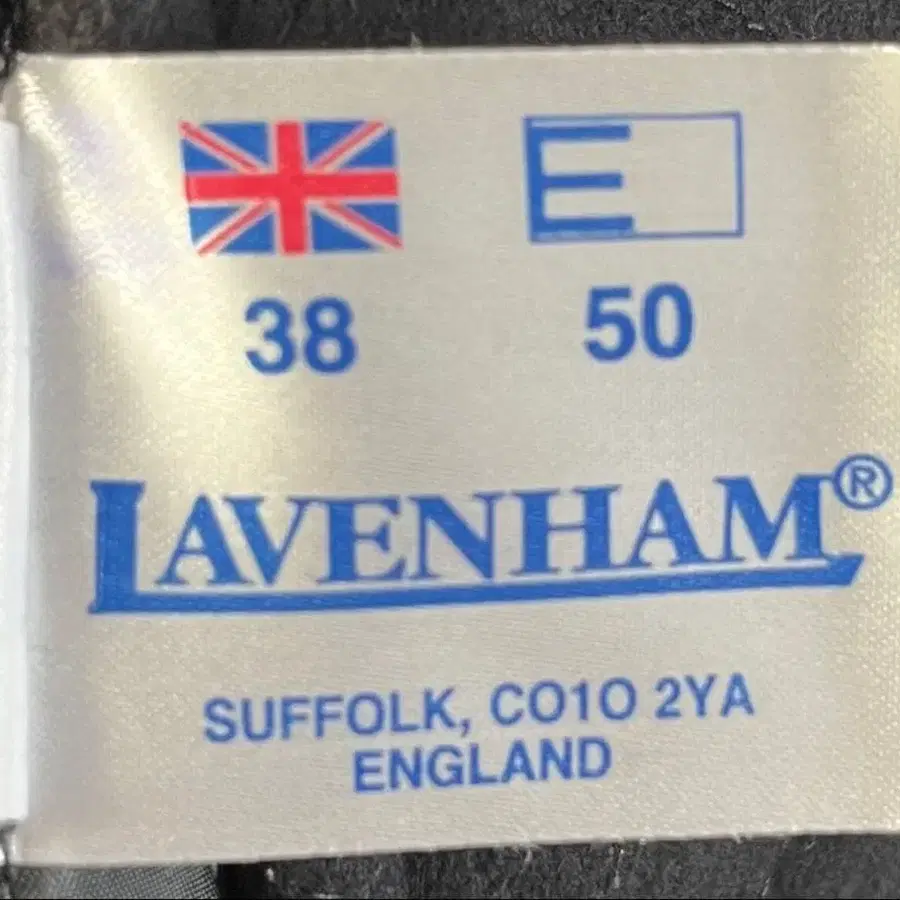 E
38 50
LAVENHAM®
SUFFOLK, CO1O 2YA
ENGLAND